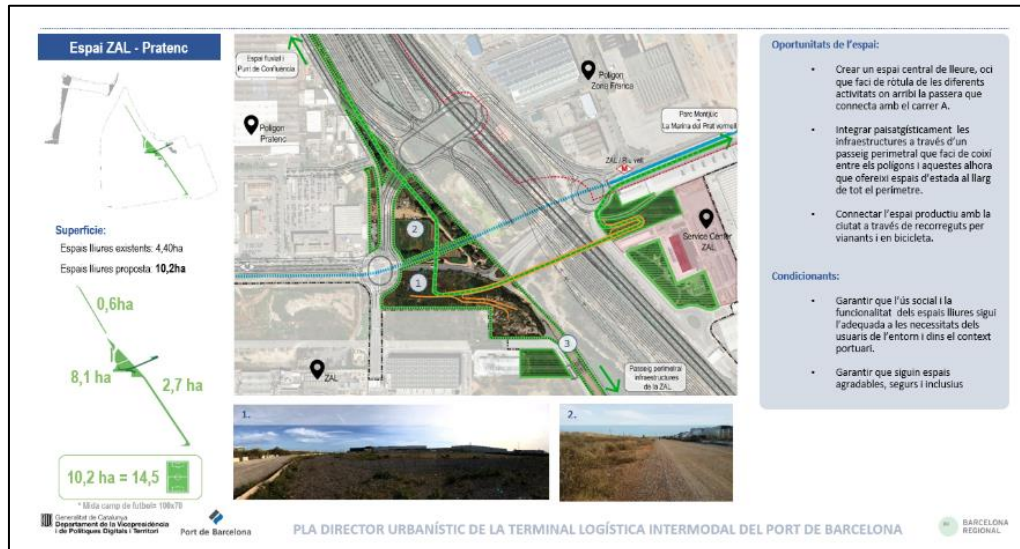 Espai ZAL - Pratenc
Superfície:
Espais lliures existents: 4,40ha
Espais lliures proposta: 10,2ha
0,6ha
8,1 ha
2,7 ha
10,2 ha = 14,5
* Mida camp de futbol= 100x70
Espai fluvial i
Punt de Confluència
Polígon
Zona Franca
Polígon
Pratenc
Parc Montjuïc
La Marina del Prat vermell
ZAL / Riu vell
Service Center
ZAL
2
1
3
ZAL
Passeig perimetral
infraestructures
de la ZAL
1.
2.
Oportunitats de l'espai:
• Crear un espai central de lleure, oci
que faci de ròtula de les diferents
activitats on arribi la passera que
connecta amb el carrer A.
• Integrar paisatgísticament les
infraestructures a través d'un
passeig perimetral que faci de coixí
entre els polígons i aquestes alhora
que ofereixi espais d'estada al llarg
de tot el perímetre.
• Connectar l'espai productiu amb la
ciutat a través de recorreguts per
vianants i en bicicleta.
Condicionants:
• Garantir que l'ús social i la
funcionalitat dels espais lliures sigui
l'adequada a les necessitats dels
usuaris de l'entorn i dins el context
portuari.
• Garantir que siguin espais
agradables, segurs i inclusius
Generalitat de Catalunya
Departament de la Vicepresidència
i de Polítiques Digitals i Territori
Port de Barcelona
PLA DIRECTOR URBANÍSTIC DE LA TERMINAL LOGÍSTICA INTERMODAL DEL PORT DE BARCELONA
BARCELONA
REGIONAL